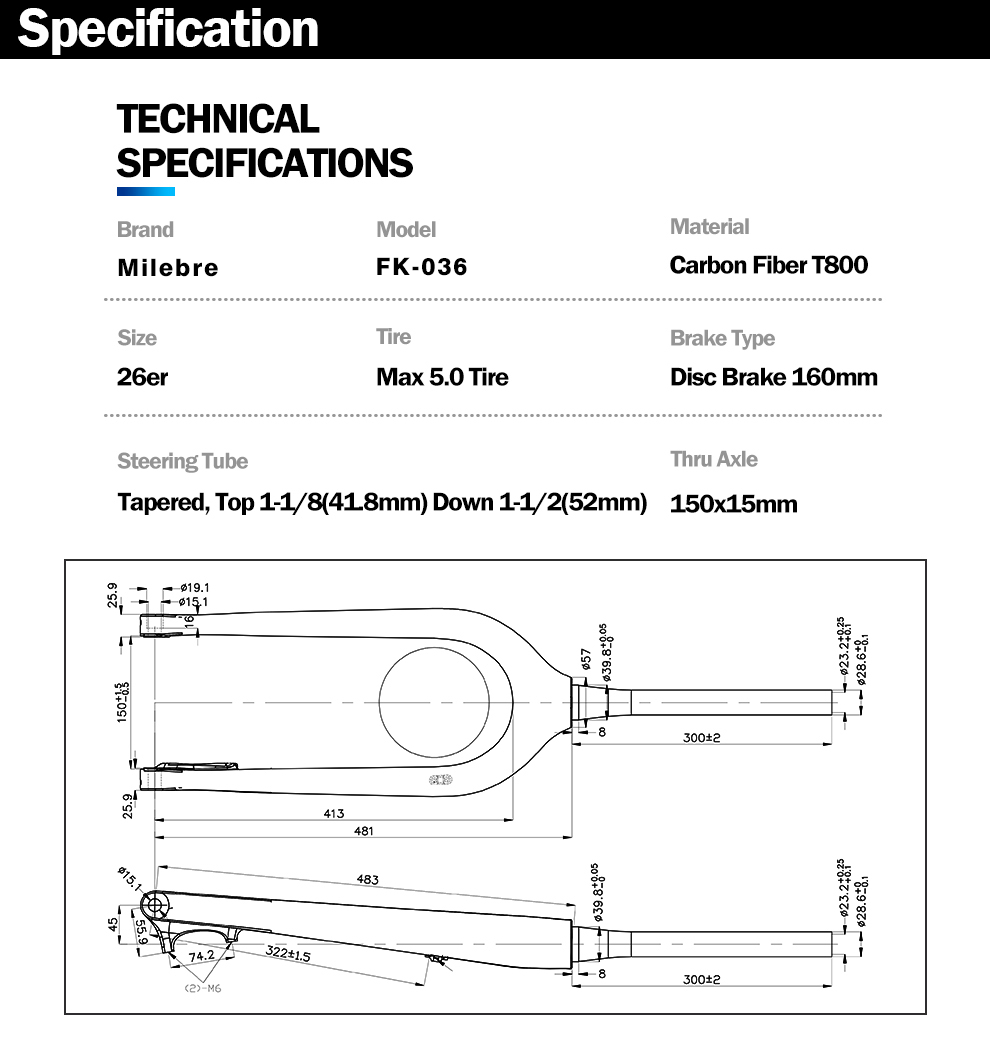 Specification
TECHNICAL
SPECIFICATIONS
Brand
Model
Material
Milebre
FK-036
Carbon Fiber T800
Size
Tire
Brake Type
26er
Max 5.0 Tire
Disc Brake 160mm
Steering Tube
Thru Axle
Tapered, Top 1-1/8(41.8mm) Down 1-1/2(52mm)
150x15mm
25.9
ø19.1
ø15.1
16
150±1.5 -0.5
25.9
ø57
ø39.8+0.05 0
ø23.2+0.25 +0.1
ø28.6+0 -0.1
8
300±2
413
481
483
ø15.1
45
55.9
74.2
322±1.5
(2)-M6
ø39.8+0.05 0
ø23.2+0.25 +0.1
ø28.6+0 -0.1
8
300±2